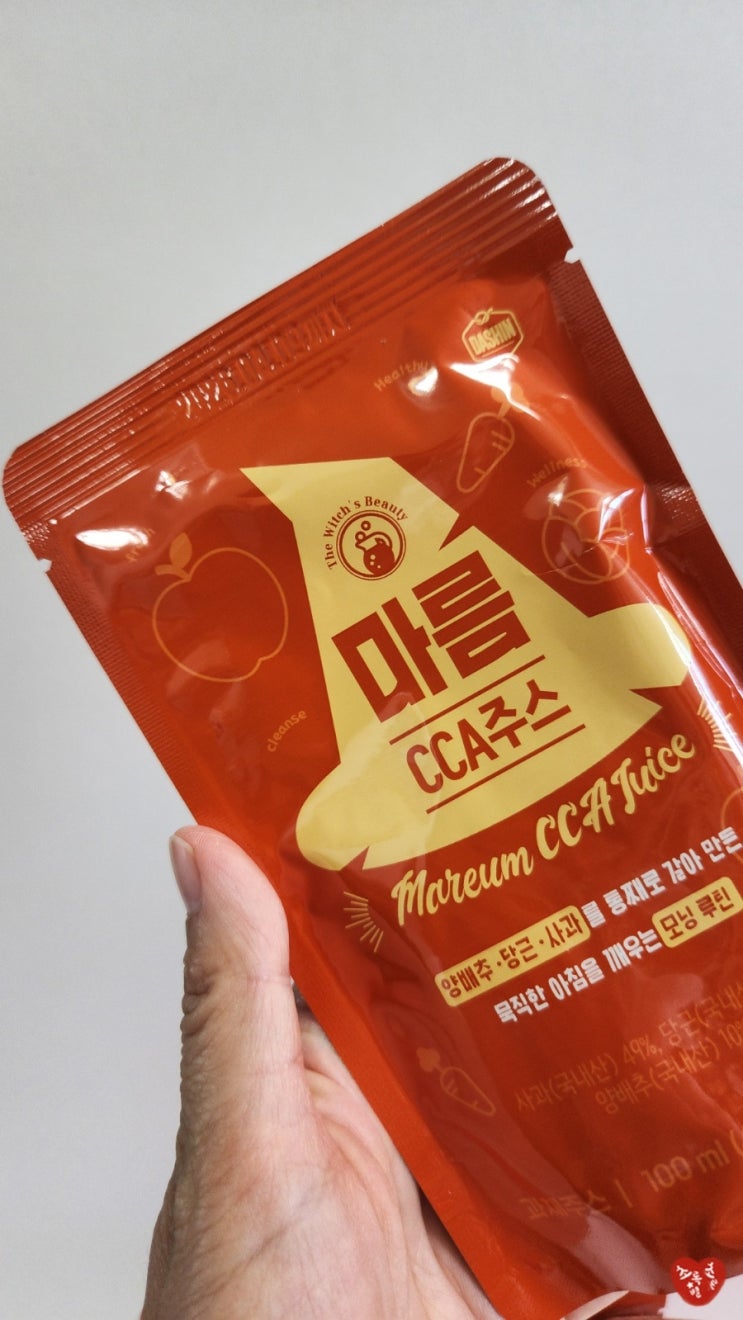 DASHIN
Healthy
Wellness
The Witch's Beauty
마름
CCA주스
cleanse
Mareum CCA Juice
양배추·당근·사과를 통째로 갈아 만든
묵직한 아침을 깨우는 모닝 루틴
사과(국내산) 49%, 당근(국내산
양배추(국내산) 10
과채주스 | 100 ml (